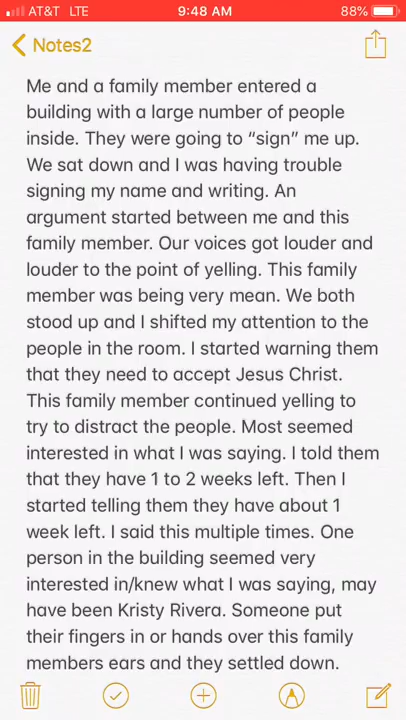 AT&T LTE 9:48 AM 88%
Notes2
Me and a family member entered a
building with a large number of people
inside. They were going to “sign” me up.
We sat down and I was having trouble
signing my name and writing. An
argument started between me and this
family member. Our voices got louder and
louder to the point of yelling. This family
member was being very mean. We both
stood up and I shifted my attention to the
people in the room. I started warning them
that they need to accept Jesus Christ.
This family member continued yelling to
try to distract the people. Most seemed
interested in what I was saying. I told them
that they have 1 to 2 weeks left. Then I
started telling them they have about 1
week left. I said this multiple times. One
person in the building seemed very
interested in/knew what I was saying, may
have been Kristy Rivera. Someone put
their fingers in or hands over this family
members ears and they settled down.